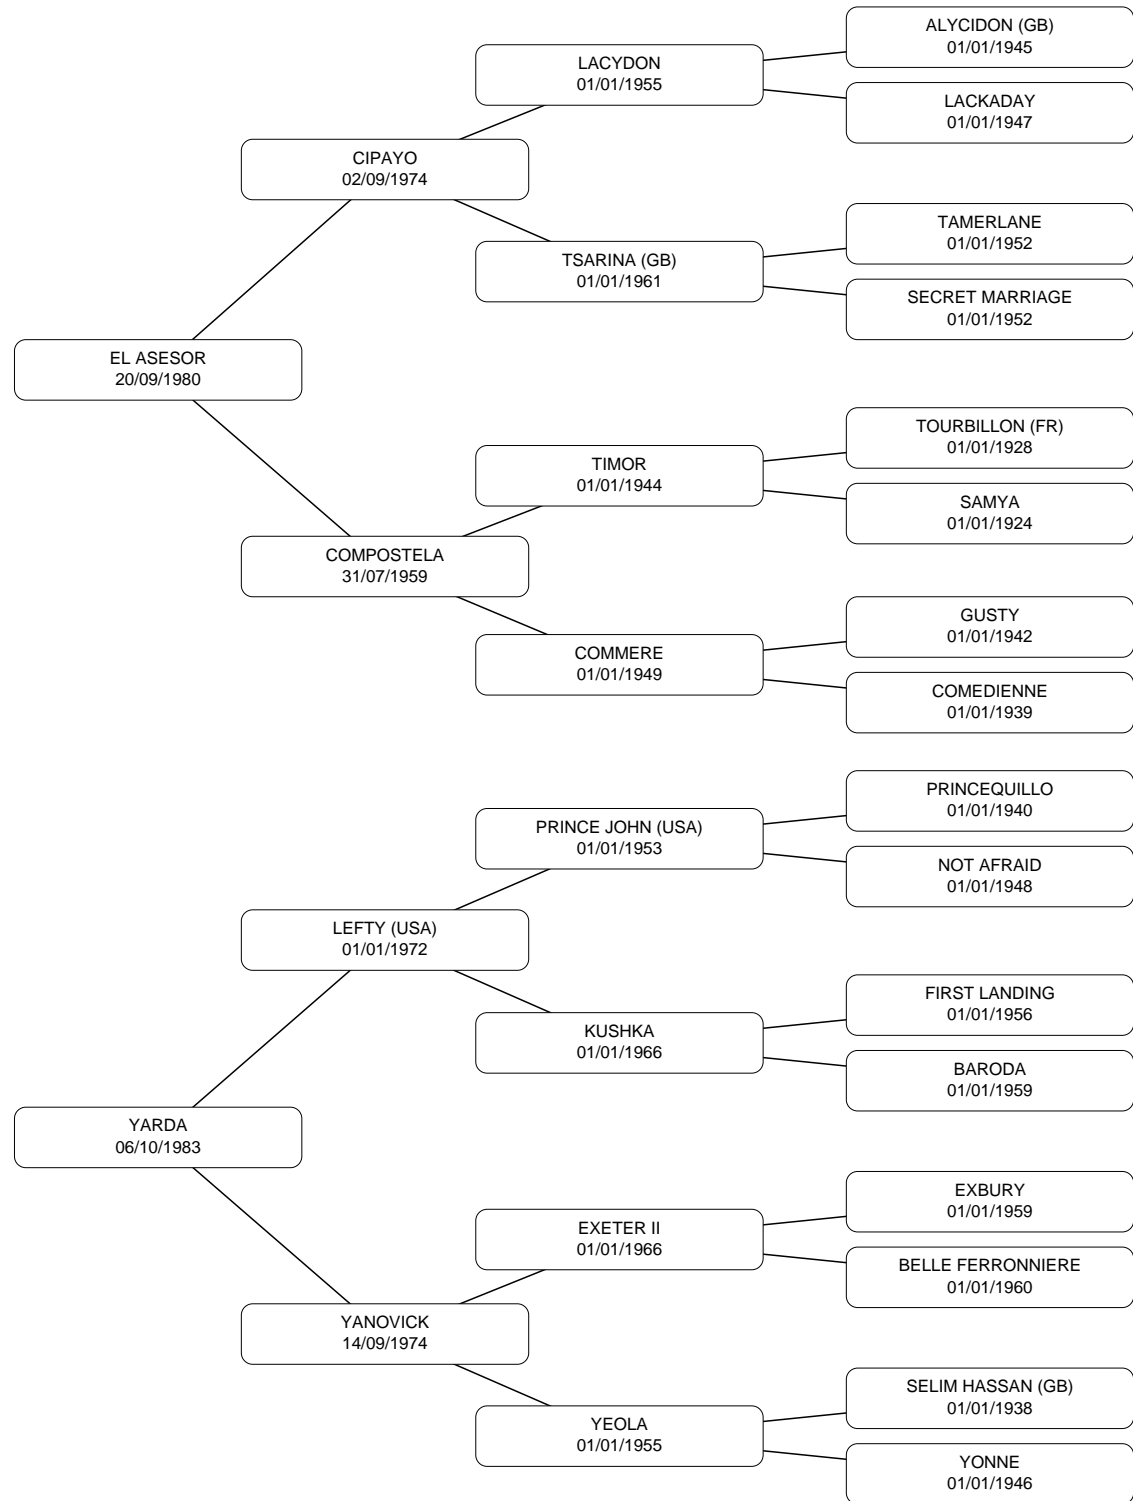 ALYCIDON (GB)
01/01/1945
LACYDON
01/01/1955
LACKADAY
01/01/1947
CIPAYO
02/09/1974
TAMERLANE
01/01/1952
TSARINA (GB)
01/01/1961
SECRET MARRIAGE
01/01/1952
EL ASESOR
20/09/1980
TOURBILLON (FR)
01/01/1928
TIMOR
01/01/1944
SAMYA
01/01/1924
COMPOSTELA
31/07/1959
GUSTY
01/01/1942
COMMERE
01/01/1949
COMEDIENNE
01/01/1939
PRINCEQUILLO
01/01/1940
PRINCE JOHN (USA)
01/01/1953
NOT AFRAID
01/01/1948
LEFTY (USA)
01/01/1972
FIRST LANDING
01/01/1956
KUSHKA
01/01/1966
BARODA
01/01/1959
YARDA
06/10/1983
EXBURY
01/01/1959
EXETER II
01/01/1966
BELLE FERRONNIERE
01/01/1960
YANOVICK
14/09/1974
SELIM HASSAN (GB)
01/01/1938
YEOLA
01/01/1955
YONNE
01/01/1946